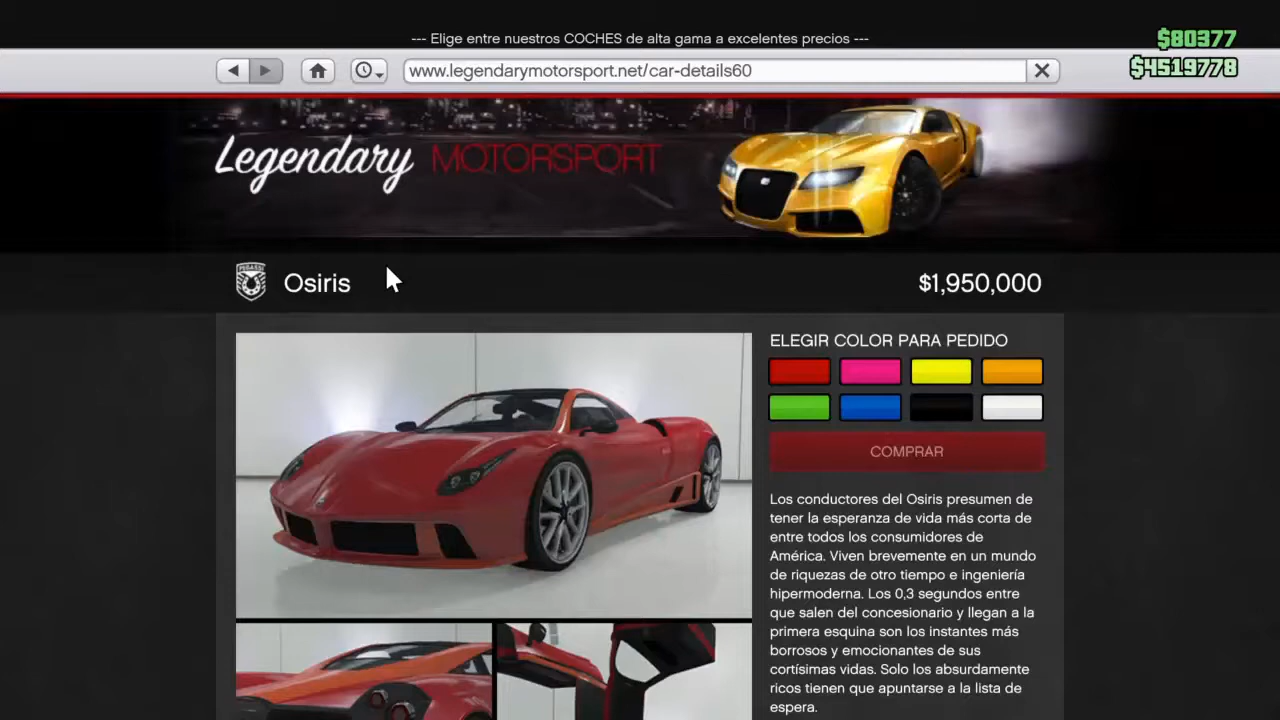 --- Elige entre nuestros COCHES de alta gama a excelentes precios ---
$80377
$4519778
www.legendarymotorsport.net/car-details60
Legendary MOTORSPORT
PEGASSI
Osiris
$1,950,000
ELEGIR COLOR PARA PEDIDO
COMPRAR
Los conductores del Osiris presumen de
tener la esperanza de vida más corta de
entre todos los consumidores de
América. Viven brevemente en un mundo
de riquezas de otro tiempo e ingeniería
hipermoderna. Los 0,3 segundos entre
que salen del concesionario y llegan a la
primera esquina son los instantes más
borrosos y emocionantes de sus
cortísimas vidas. Solo los absurdamente
ricos tienen que apuntarse a la lista de
espera.